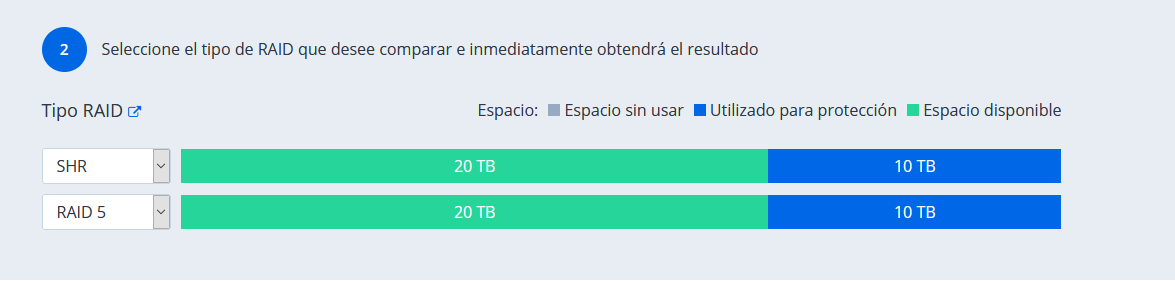 2 Seleccione el tipo de RAID que desee comparar e inmediatamente obtendrá el resultado
Tipo RAID Espacio: Espacio sin usar Utilizado para protección Espacio disponible
SHR 20 TB 10 TB
RAID 5 20 TB 10 TB